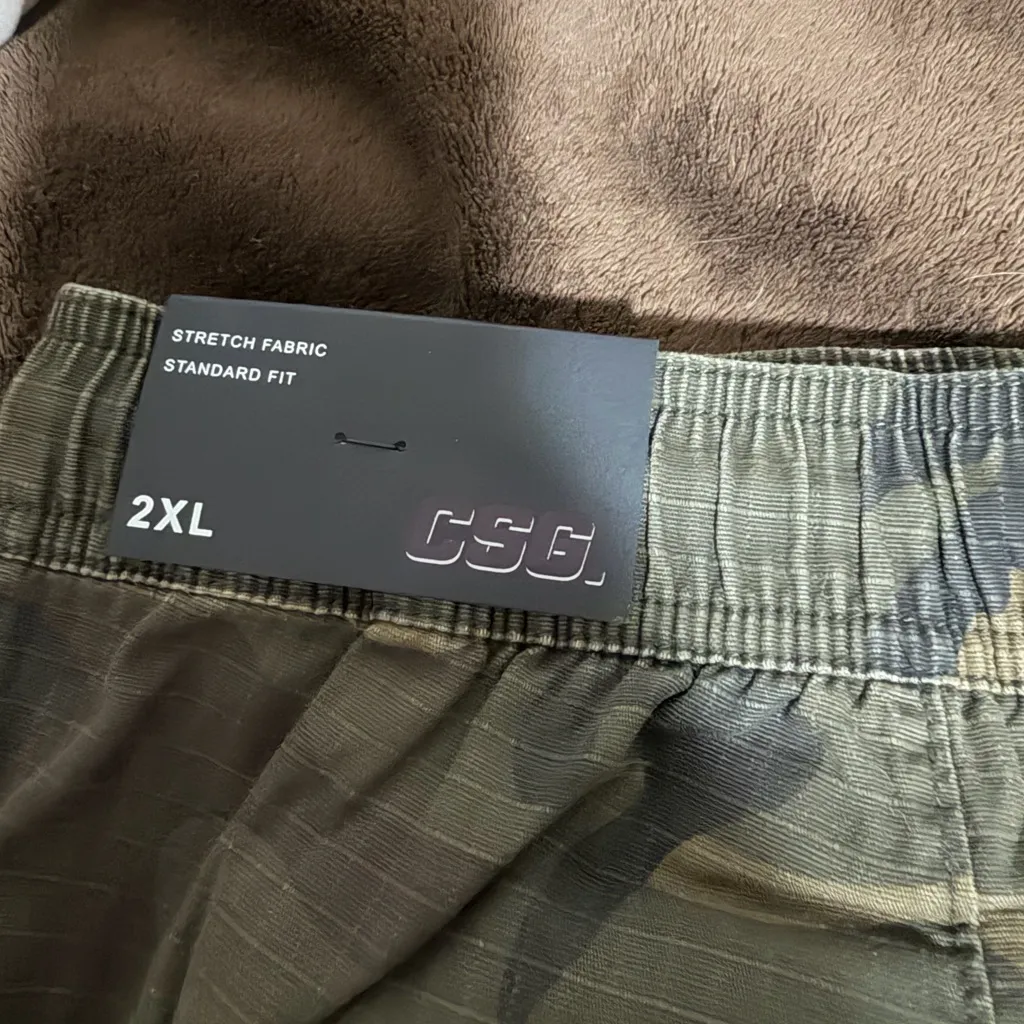 STRETCH FABRIC
STANDARD FIT
2XL
CSG.